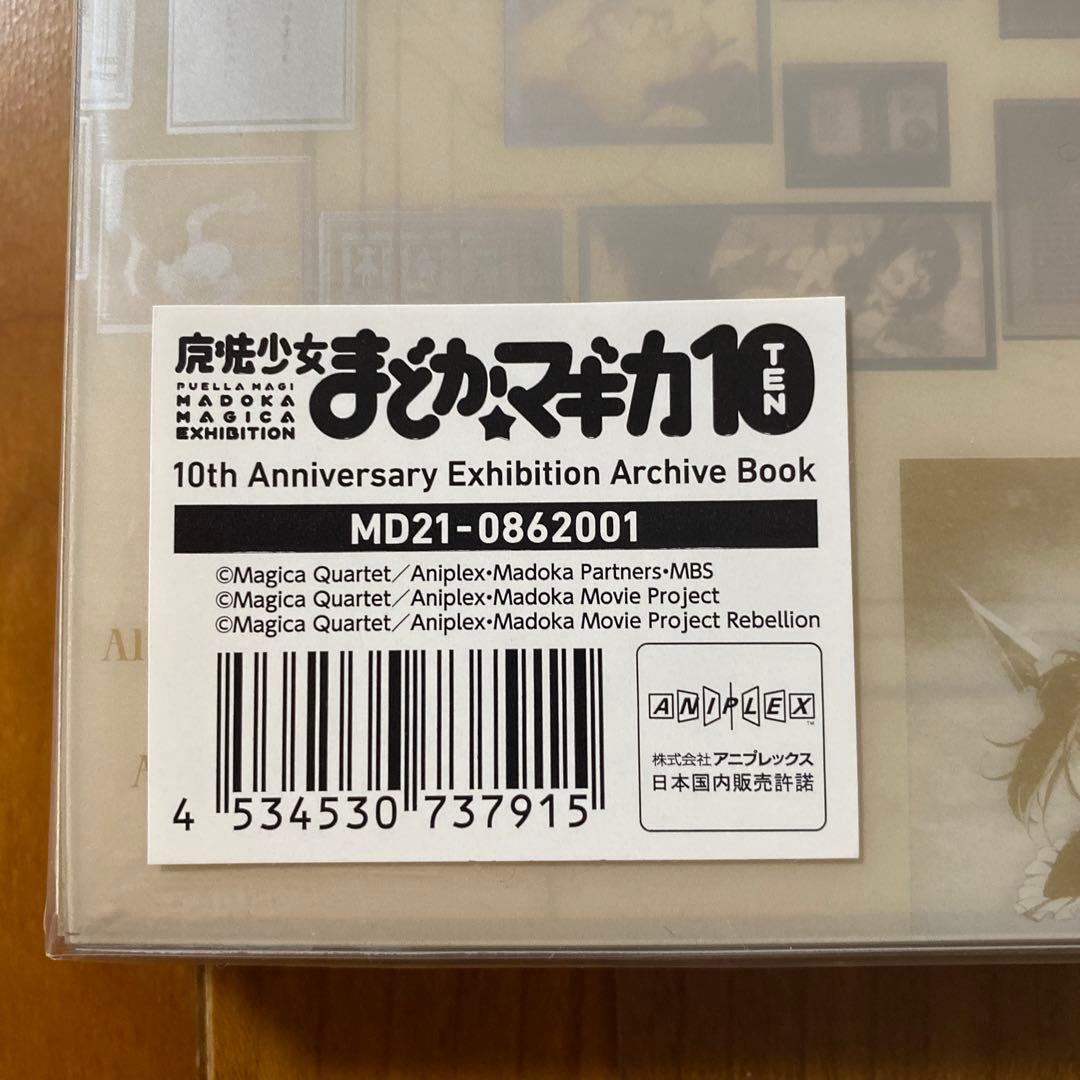 魔法少女まどか★マギカ10
TEN
PUELLA MAGI
MADOKA
MAGICA
EXHIBITION
10th Anniversary Exhibition Archive Book
MD21-0862001
©Magica Quartet／Aniplex・Madoka Partners・MBS
©Magica Quartet／Aniplex・Madoka Movie Project
©Magica Quartet／Aniplex・Madoka Movie Project Rebellion
ANIPLEX
TM
株式会社アニプレックス
日本国内販売許諾
4 534530 737915